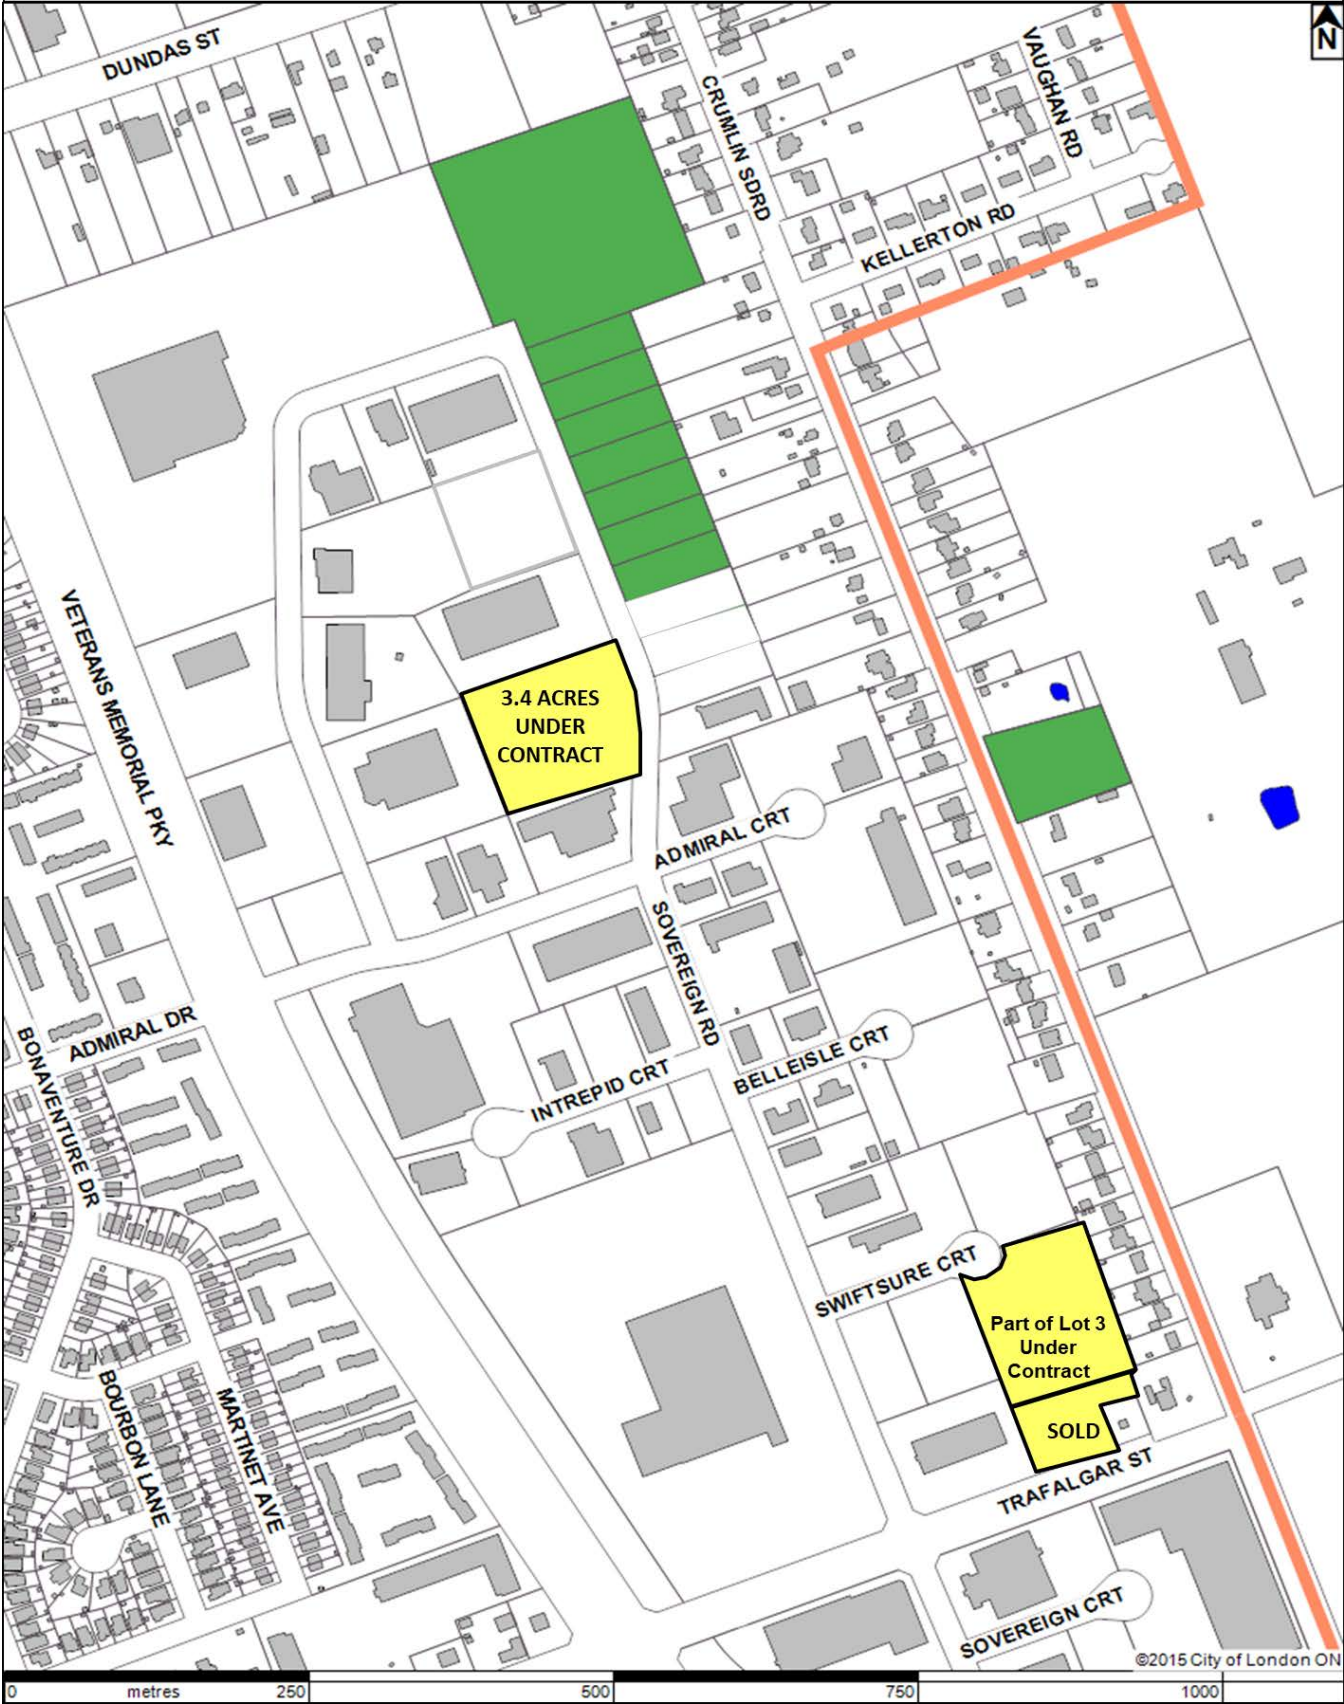 N
DUNDAS ST
CRUMLIN SDRD
VAUGHAN RD
KELLERTON RD
VETERANS MEMORIAL PKY
3.4 ACRES
UNDER
CONTRACT
ADMIRAL CRT
SOVEREIGN RD
ADMIRAL DR
BONAVENTURE DR
INTREPID CRT
BELLEISLE CRT
SWIFTSURE CRT
Part of Lot 3
Under
Contract
SOLD
BOURBON LANE
MARTINET AVE
TRAFALGAR ST
SOVEREIGN CRT
©2015 City of London ON
0 metres 250 500 750 1000